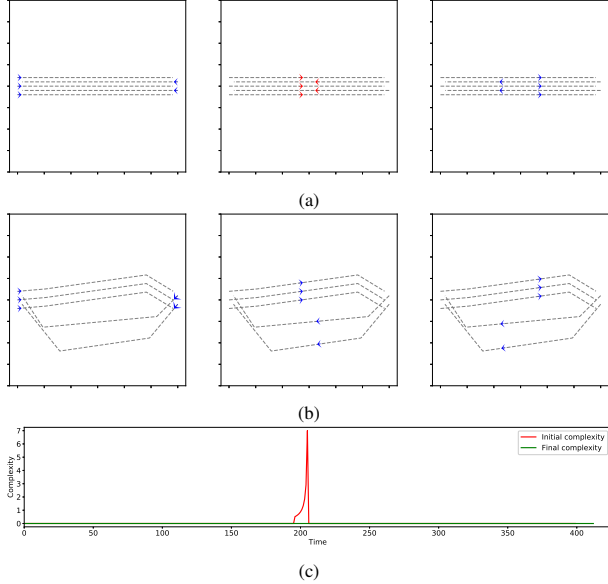 (a)
(b)
7
6
5
4
3
2
1
0
Complexity
Initial complexity
Final complexity
0 50 100 150 200 250 300 350 400
Time
(c)